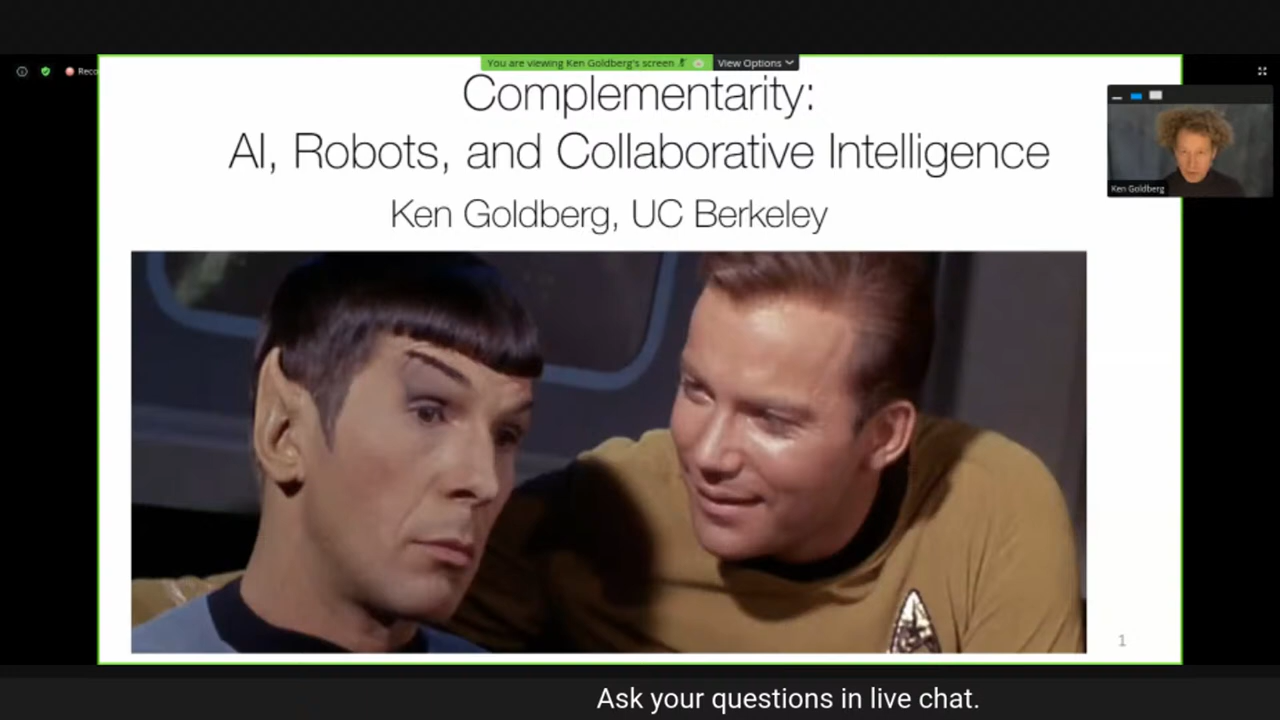 Reco
You are viewing Ken Goldberg's screen
View Options
Complementarity:
AI, Robots, and Collaborative Intelligence
Ken Goldberg, UC Berkeley
Ken Goldberg
1
Ask your questions in live chat.